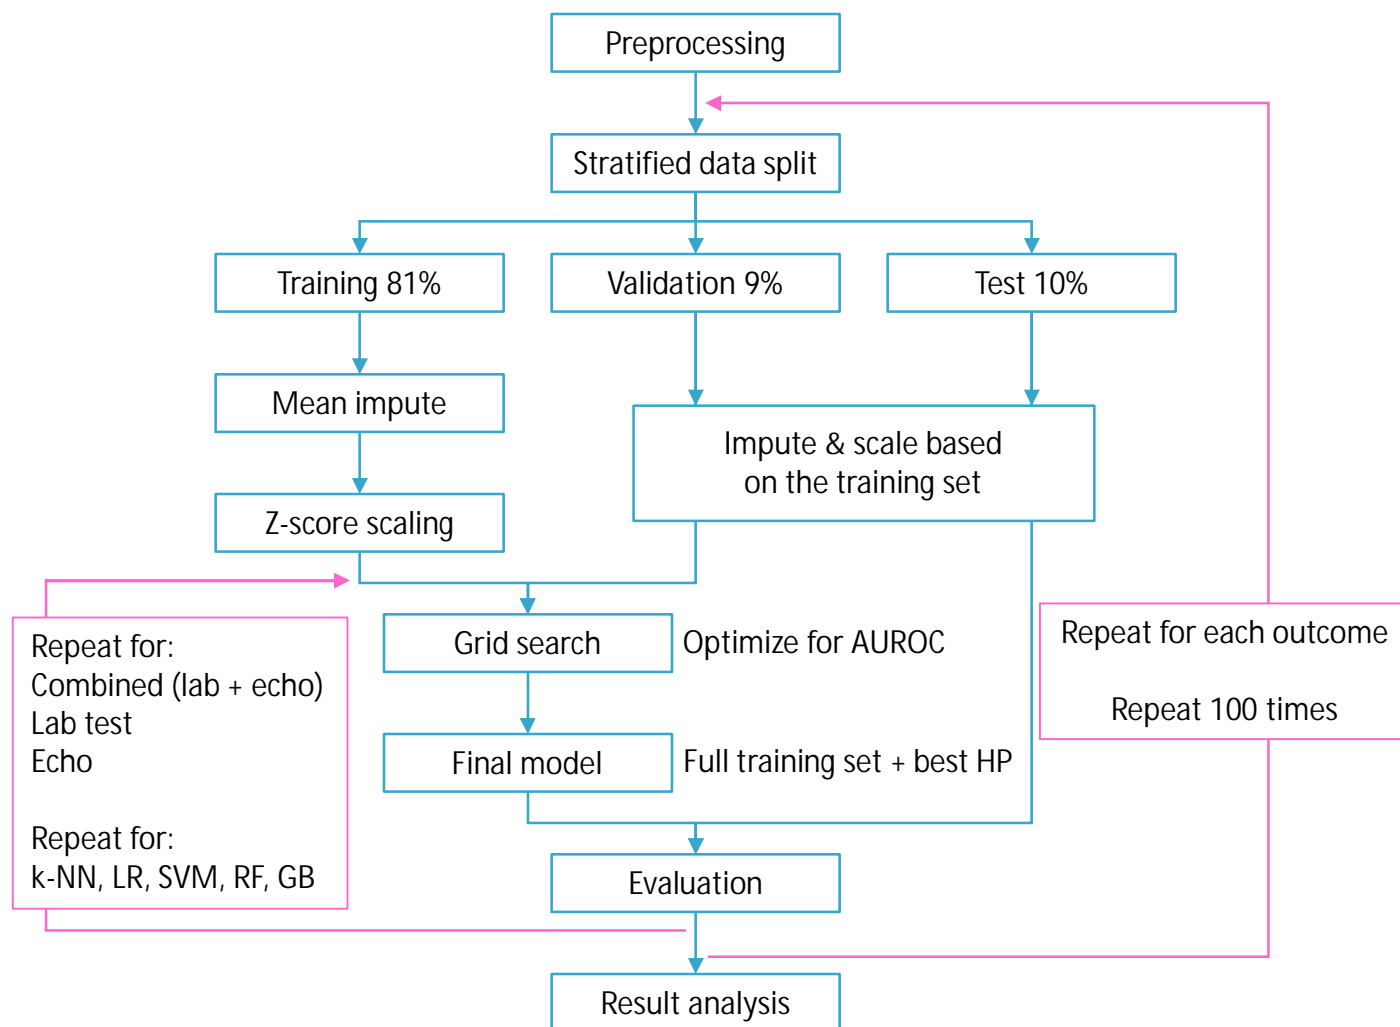 Preprocessing
Stratified data split
Training 81%
Validation 9%
Test 10%
Mean impute
Impute & scale based
on the training set
Z-score scaling
Grid search
Optimize for AUROC
Final model
Full training set + best HP
Evaluation
Result analysis
Repeat for:
Combined (lab + echo)
Lab test
Echo
Repeat for:
k-NN, LR, SVM, RF, GB
Repeat for each outcome
Repeat 100 times